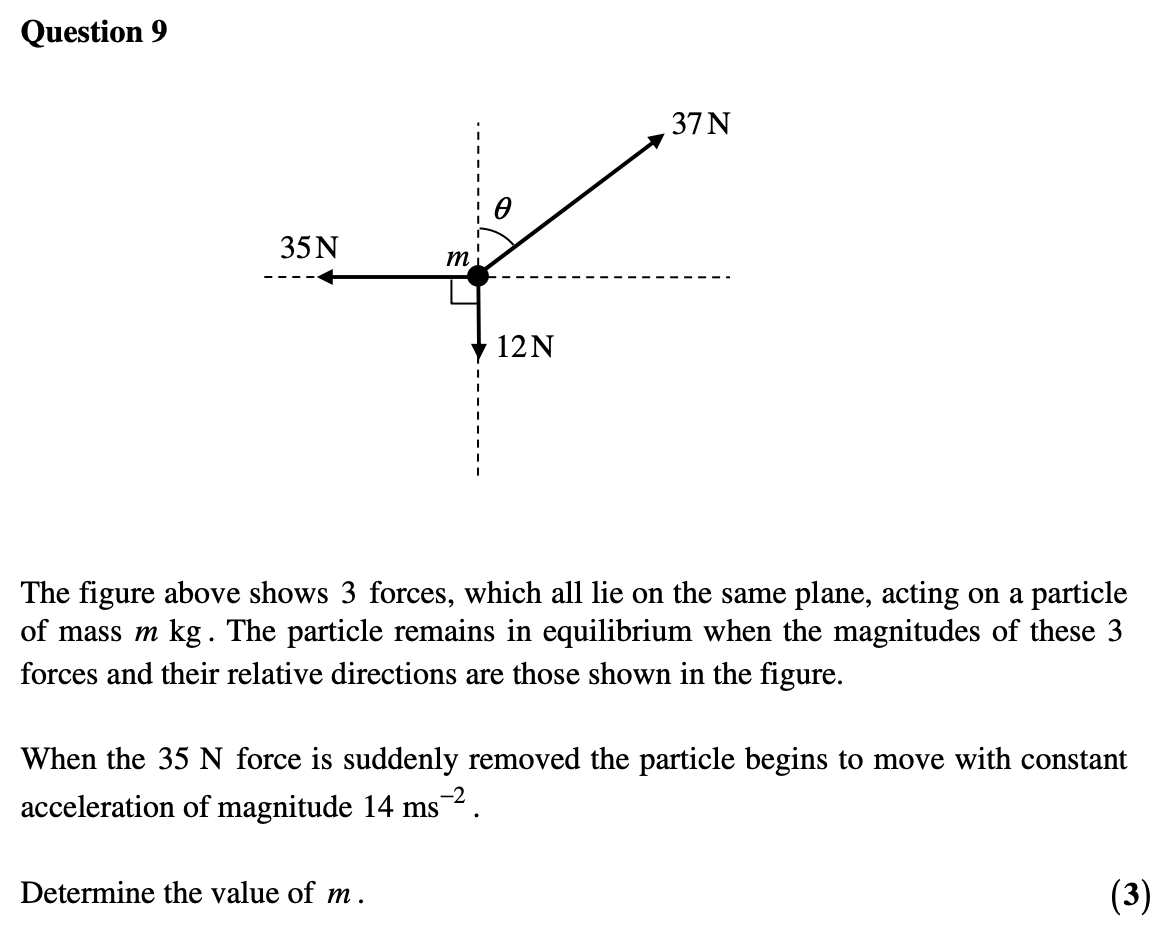 Question 9
37 N
θ
35 N
m
12 N
The figure above shows 3 forces, which all lie on the same plane, acting on a particle
of mass m kg. The particle remains in equilibrium when the magnitudes of these 3
forces and their relative directions are those shown in the figure.
When the 35 N force is suddenly removed the particle begins to move with constant
acceleration of magnitude 14 ms⁻².
Determine the value of m. (3)